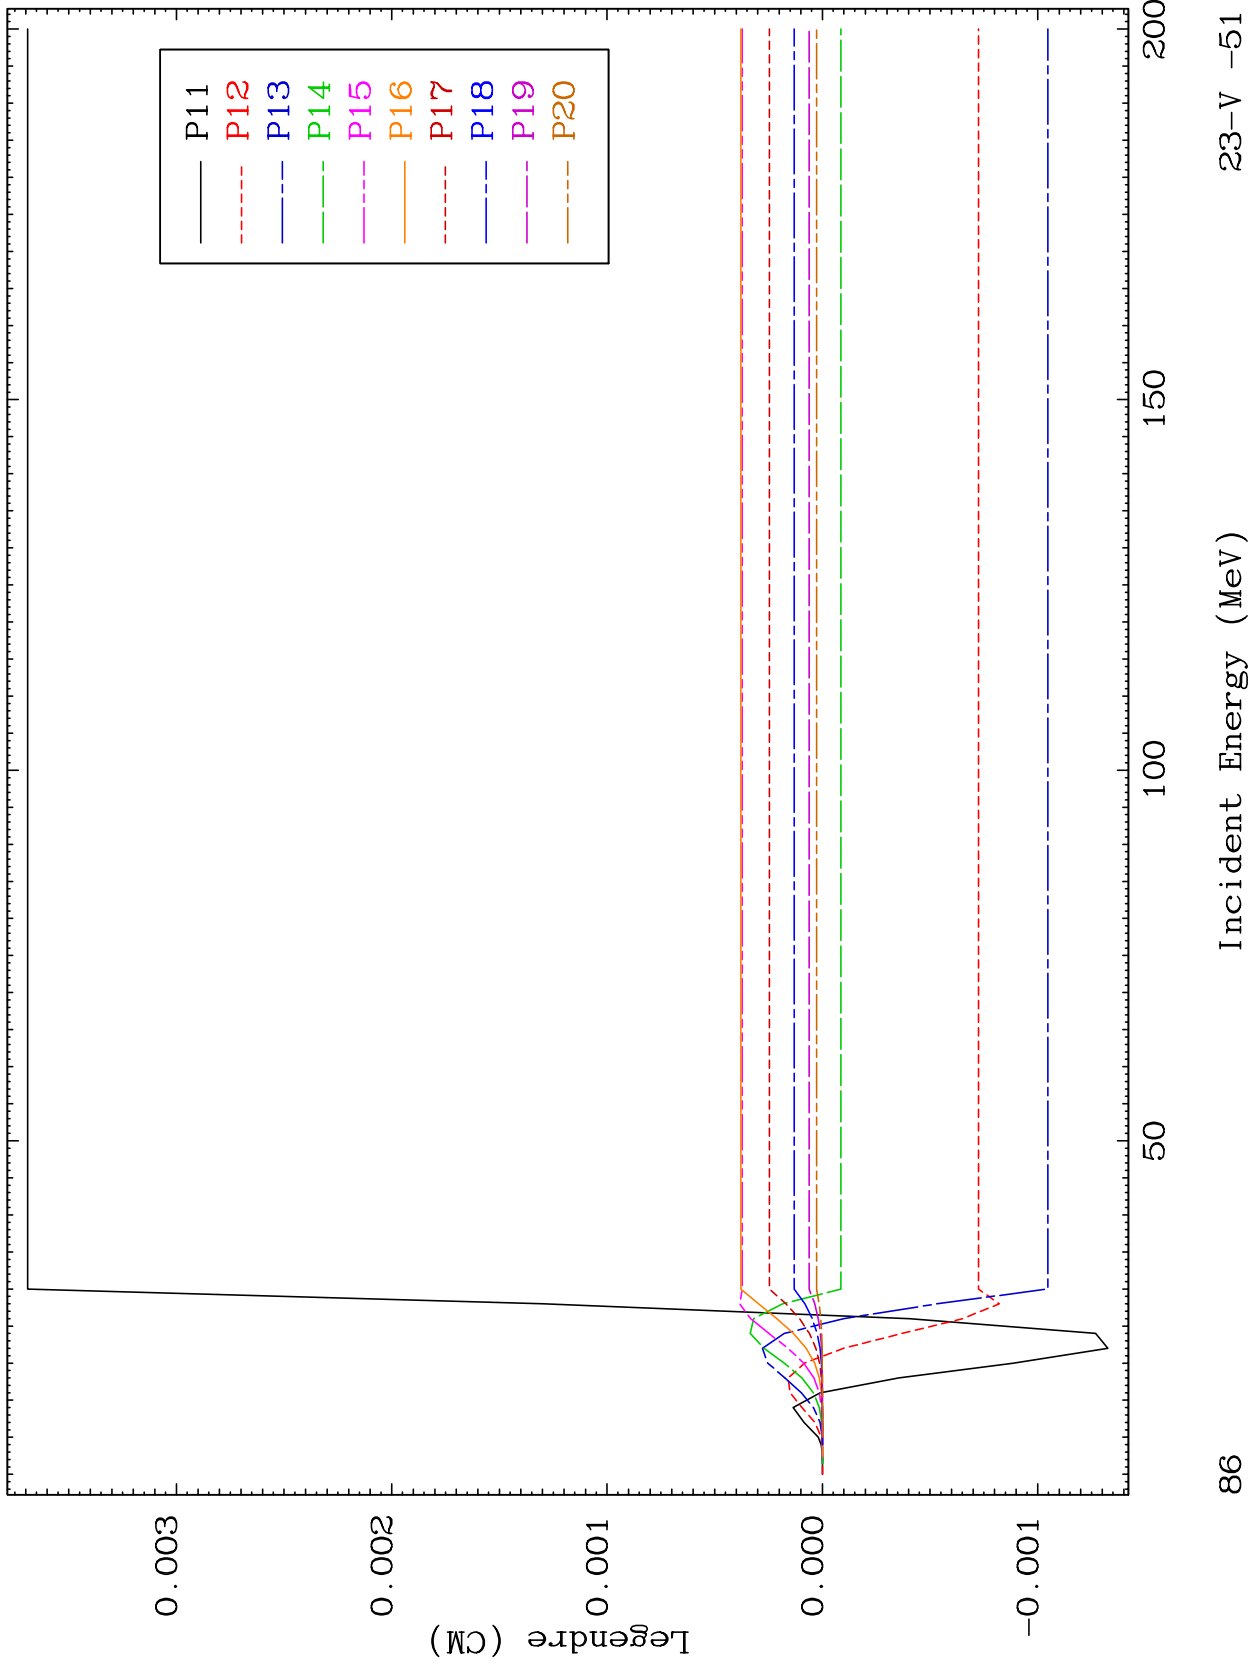 P11
P12
P13
P14
P15
P16
P17
P18
P19
P20
0.003
0.002
0.001
0.000
-0.001
Legendre (CM)
50
100
150
200
Incident Energy (MeV)
86
23-V -51